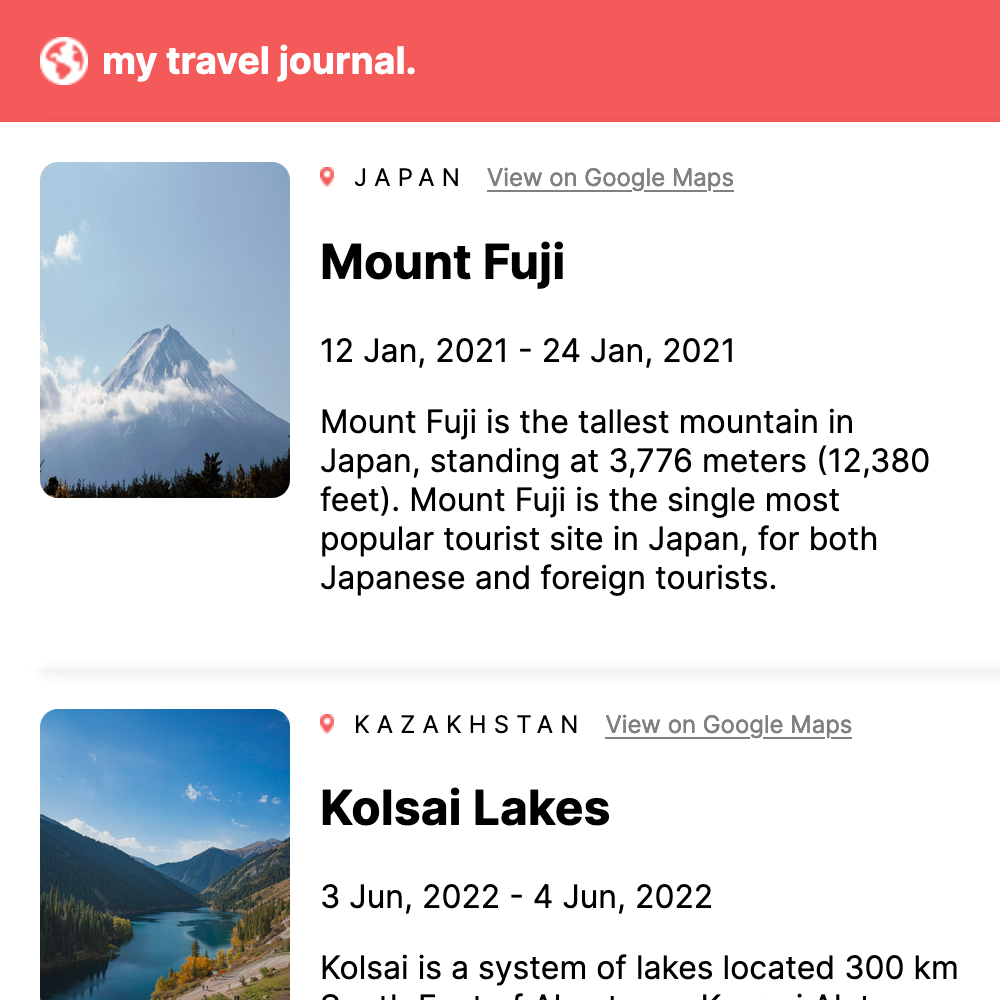 my travel journal.
JAPAN View on Google Maps
Mount Fuji
12 Jan, 2021 - 24 Jan, 2021
Mount Fuji is the tallest mountain in
Japan, standing at 3,776 meters (12,380
feet). Mount Fuji is the single most
popular tourist site in Japan, for both
Japanese and foreign tourists.
KAZAKHSTAN View on Google Maps
Kolsai Lakes
3 Jun, 2022 - 4 Jun, 2022
Kolsai is a system of lakes located 300 km